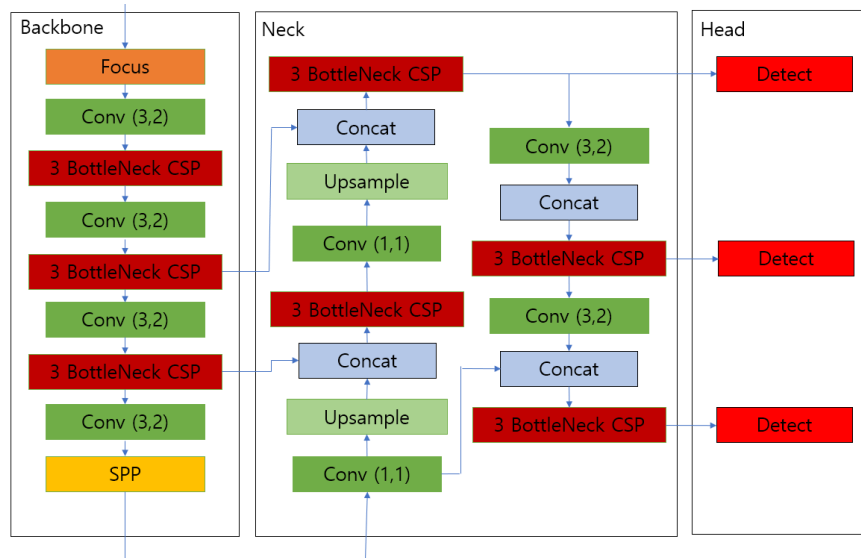 Backbone
Focus
Conv (3,2)
3 BottleNeck CSP
Conv (3,2)
3 BottleNeck CSP
Conv (3,2)
3 BottleNeck CSP
Conv (3,2)
SPP
Neck
3 BottleNeck CSP
Concat
Upsample
Conv (1,1)
3 BottleNeck CSP
Concat
Upsample
Conv (1,1)
Conv (3,2)
Concat
3 BottleNeck CSP
Conv (3,2)
Concat
3 BottleNeck CSP
Head
Detect
Detect
Detect